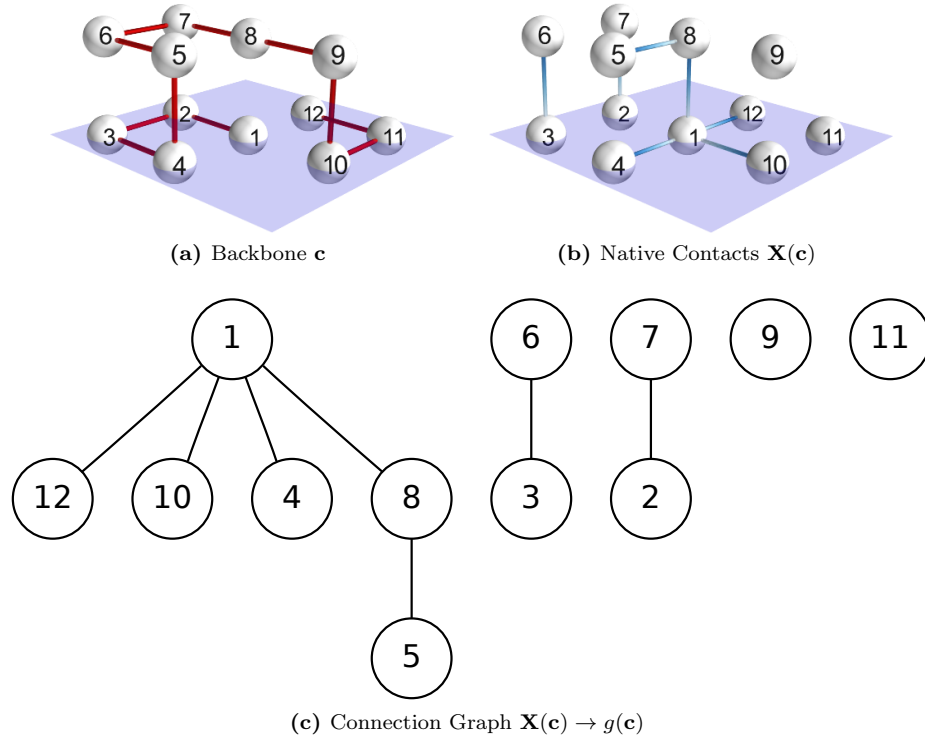 6 7 8 9
5
3 2 1 12 11
4 10
(a) Backbone c
6 7 8
5 9
3 2 1 12 11
4 10
(b) Native Contacts X(c)
1 6 7 9 11
12 10 4 8 3 2
5
(c) Connection Graph X(c) → g(c)